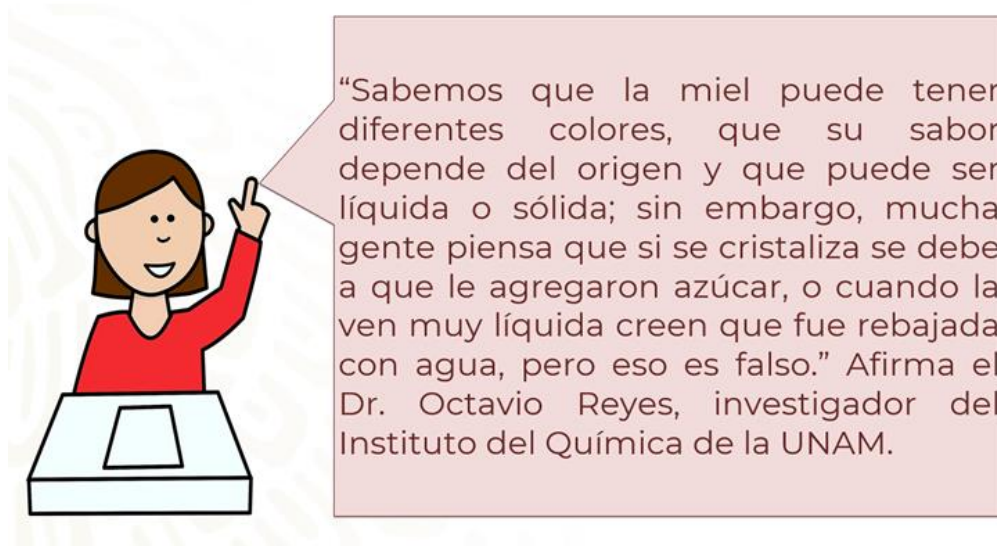 “Sabemos que la miel puede tener
diferentes colores, que su sabor
depende del origen y que puede ser
líquida o sólida; sin embargo, mucha
gente piensa que si se cristaliza se debe
a que le agregaron azúcar, o cuando la
ven muy líquida creen que fue rebajada
con agua, pero eso es falso.” Afirma el
Dr. Octavio Reyes, investigador del
Instituto del Química de la UNAM.